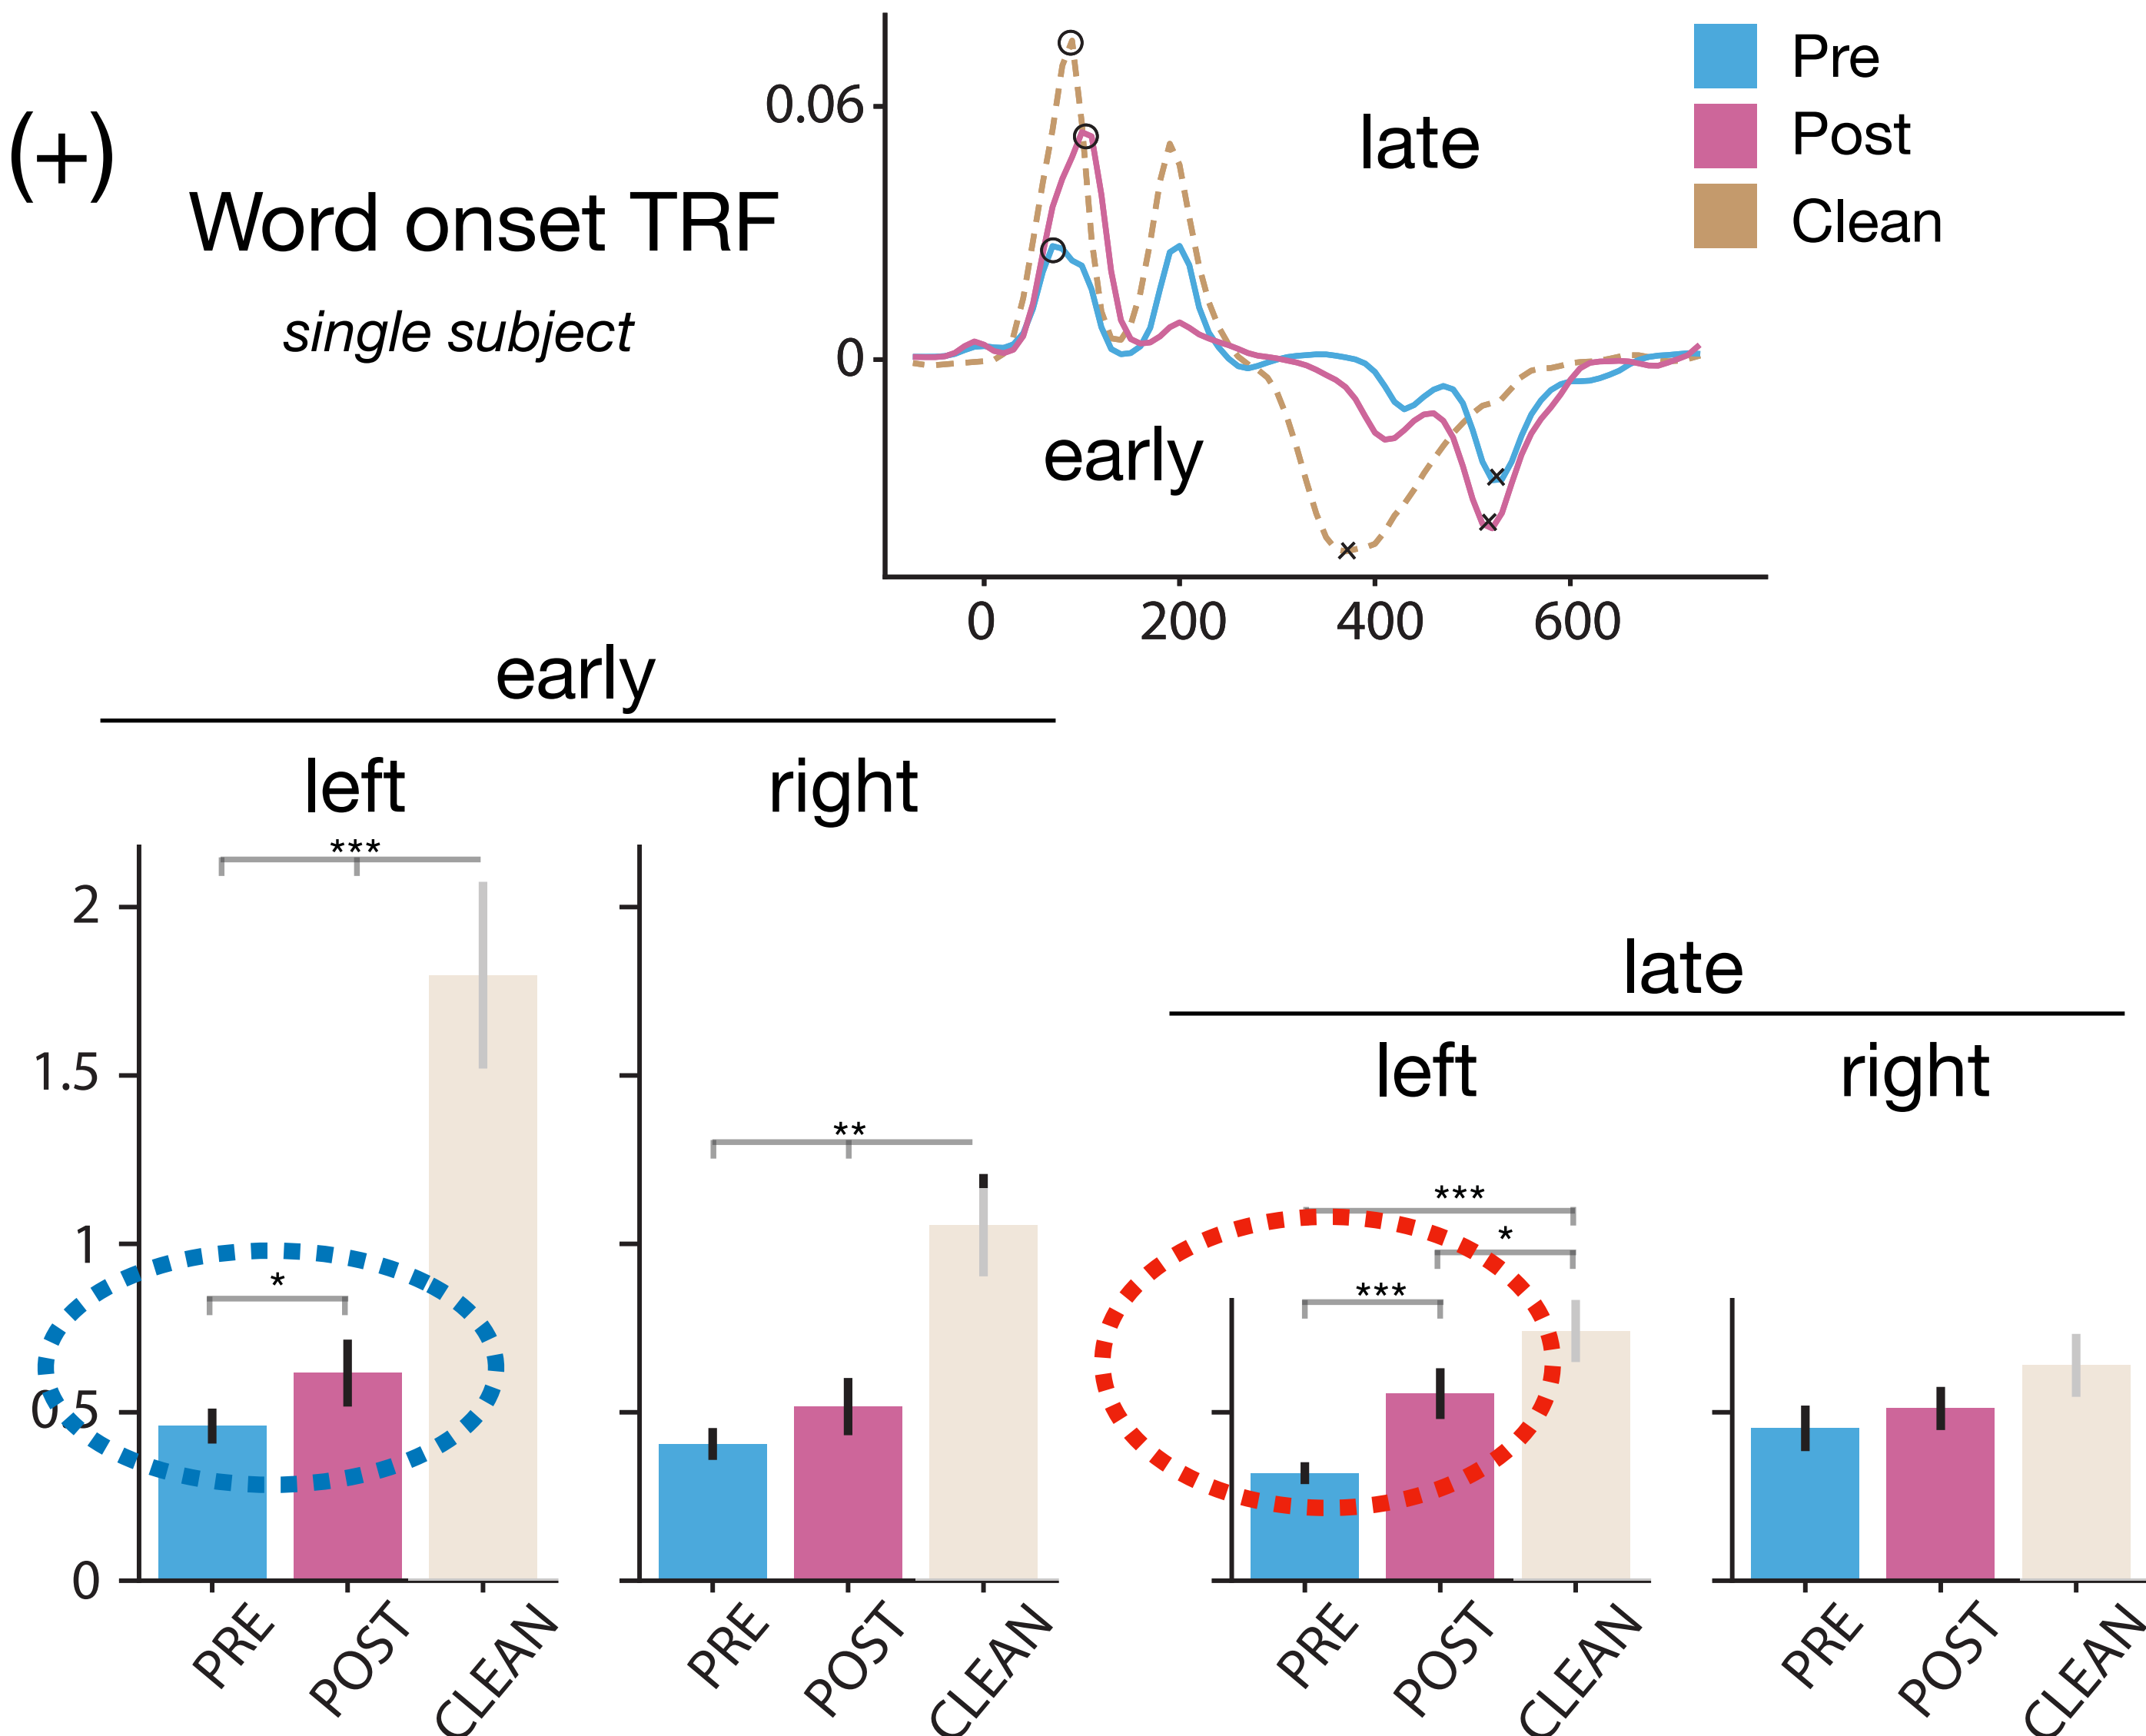 (+)
Word onset TRF
single subject
0.06
0
late
early
0 200 400 600
Pre
Post
Clean
early
left right
***
2
1.5
1
0.5
0
*
**
PRE POST CLEAN
PRE POST CLEAN
late
left right
***
*
***
PRE POST CLEAN
PRE POST CLEAN